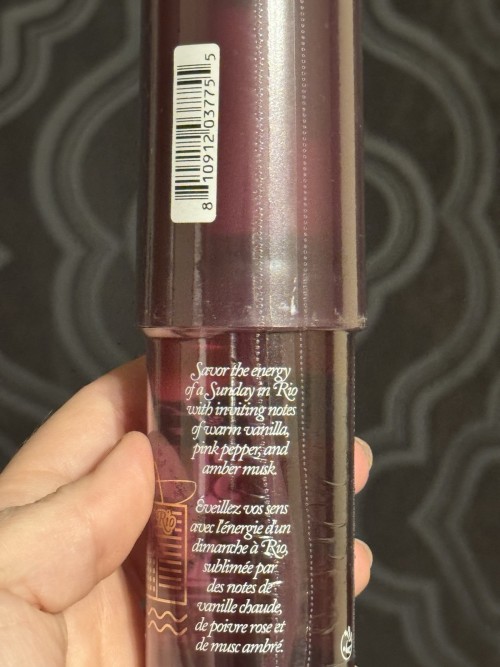 8 10912 03775 5
Savor the energy
of a Sunday in Rio
with inviting notes
of warm vanilla,
pink pepper, and
amber musk.
Éveillez vos sens
avec l'énergie d'un
dimanche à Rio,
sublimée par
des notes de
vanille chaude,
de poivre rose et
de musc ambré.
Rio